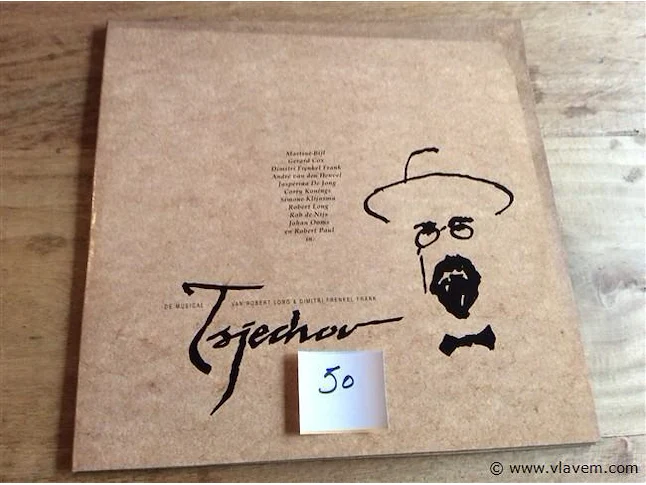 Martine Bijl
Gerard Cox
Dimitri Frenkel Frank
André van den Heuvel
Jasperina De Jong
Corry Konings
Simone Kleinsma
Robert Long
Rob de Nijs
Johan Ooms
en Robert Paul
in:
DE MUSICAL VAN ROBERT LONG & DIMITRI FRENKEL FRANK
Tsjechov
50
© www.vlavem.com